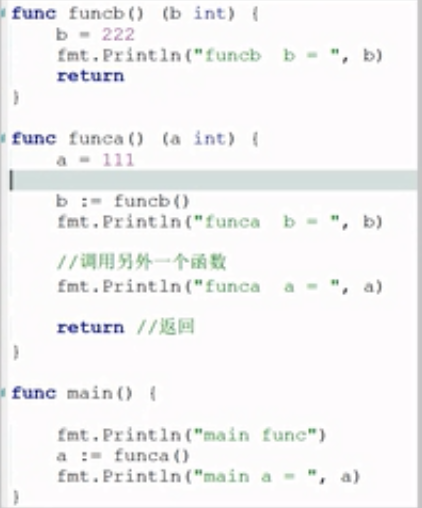 func funcb() (b int) {
    b = 222
    fmt.Println("funcb  b = ", b)
    return
}
func funca() (a int) {
    a = 111
    b := funcb()
    fmt.Println("funca  b = ", b)
    //调用另外一个函数
    fmt.Println("funca  a = ", a)
    return //返回
}
func main() {
    fmt.Println("main func")
    a := funca()
    fmt.Println("main a = ", a)
}